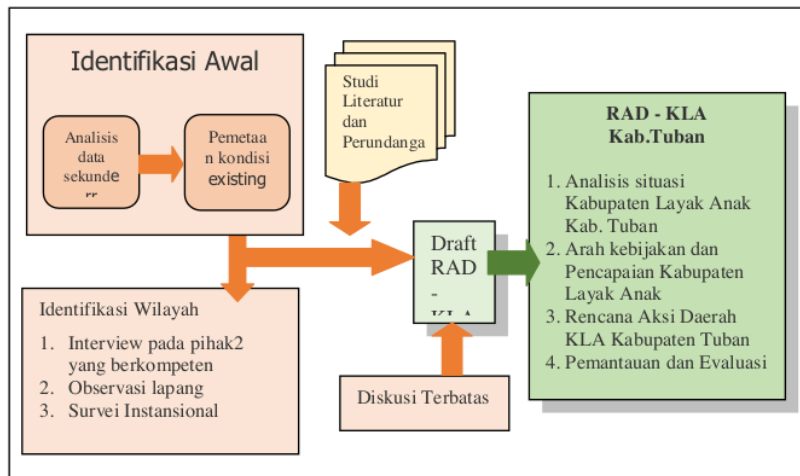 Identifikasi Awal
Analisis
data
sekunde
Pemetaa
n kondisi
existing
Studi
Literatur
dan
Perundanga
Identifikasi Wilayah
1. Interview pada pihak2
yang berkompeten
2. Observasi lapang
3. Survei Instansional
Draft
RAD
-
KLA
Diskusi Terbatas
RAD - KLA
Kab.Tuban
1. Analisis situasi
Kabupaten Layak Anak
Kab. Tuban
2. Arah kebijakan dan
Pencapaian Kabupaten
Layak Anak
3. Rencana Aksi Daerah
KLA Kabupaten Tuban
4. Pemantauan dan Evaluasi